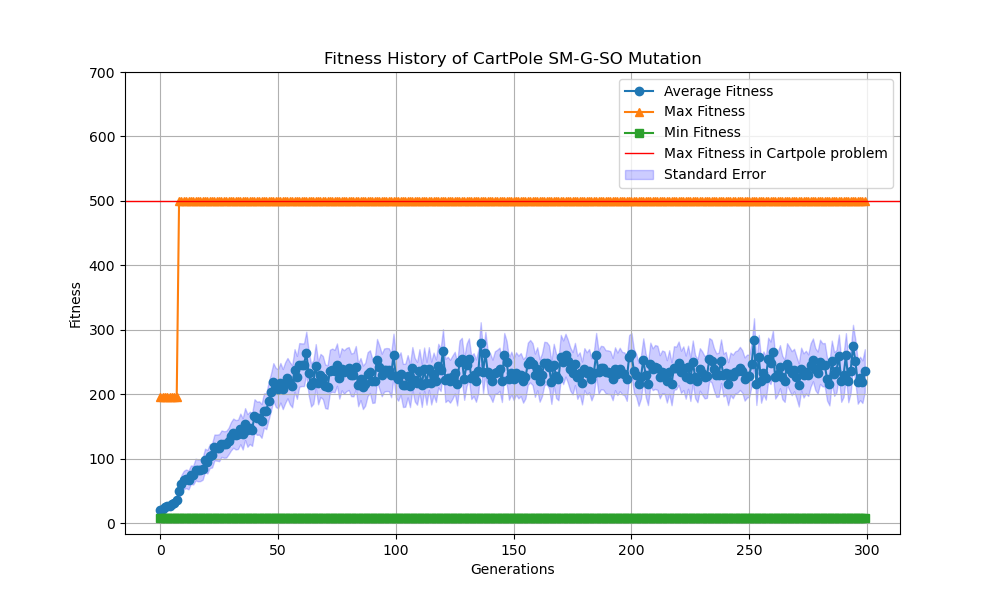 Fitness History of CartPole SM-G-SO Mutation
700
600
500
400
300
200
100
0
Fitness
Average Fitness
Max Fitness
Min Fitness
Max Fitness in Cartpole problem
Standard Error
0 50 100 150 200 250 300
Generations